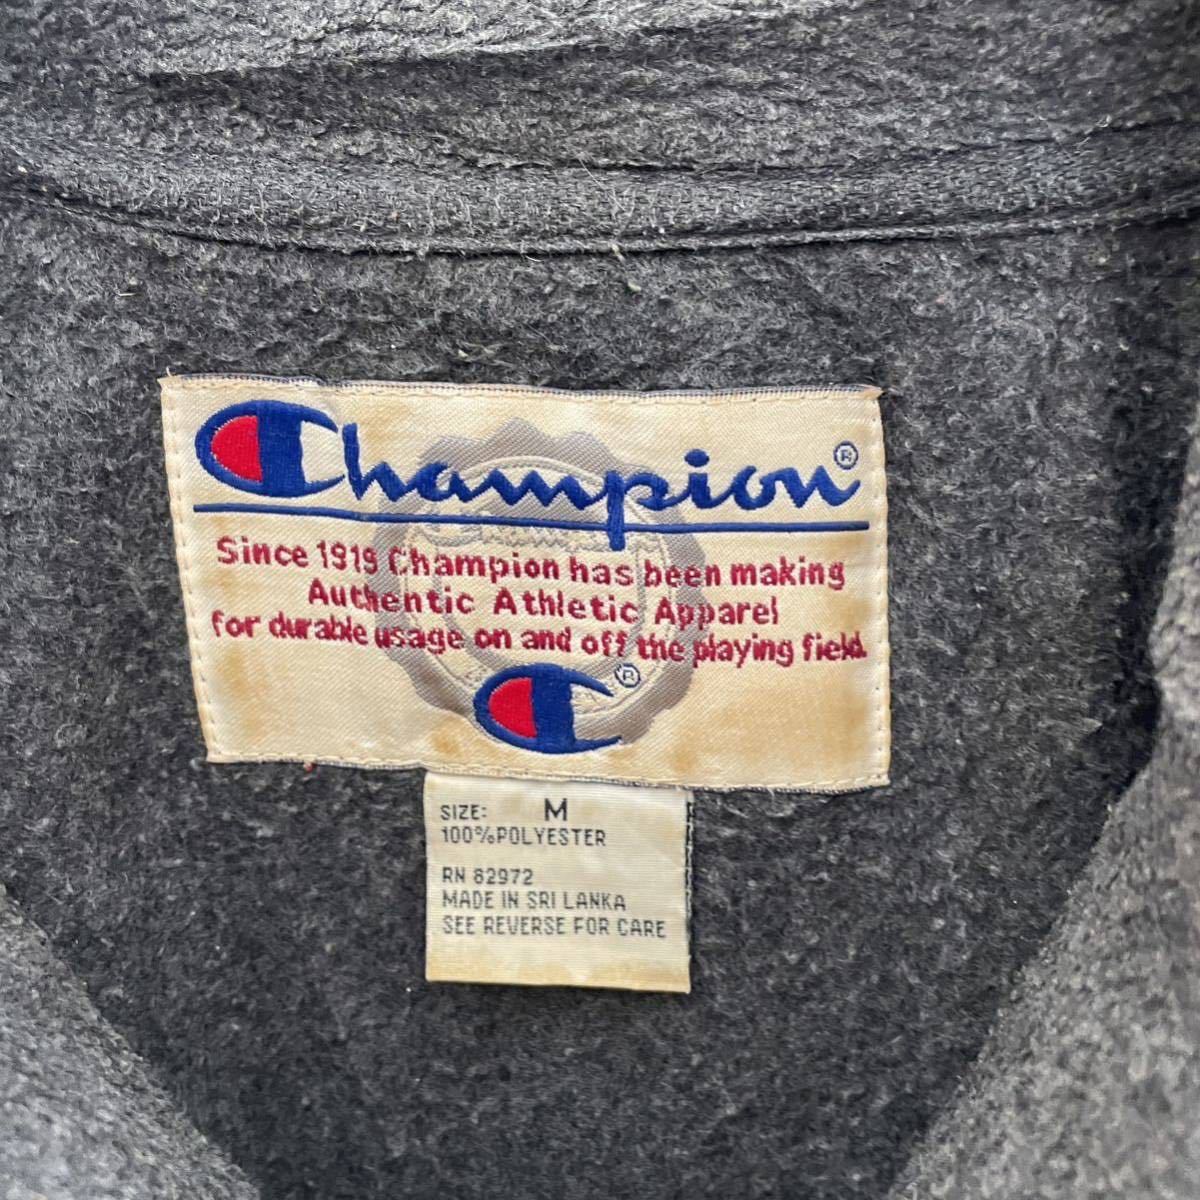 Champion®
Since 1919 Champion has been making
Authentic Athletic Apparel
for durable usage on and off the playing field.
®
SIZE: M
100%POLYESTER
RN 82972
MADE IN SRI LANKA
SEE REVERSE FOR CARE